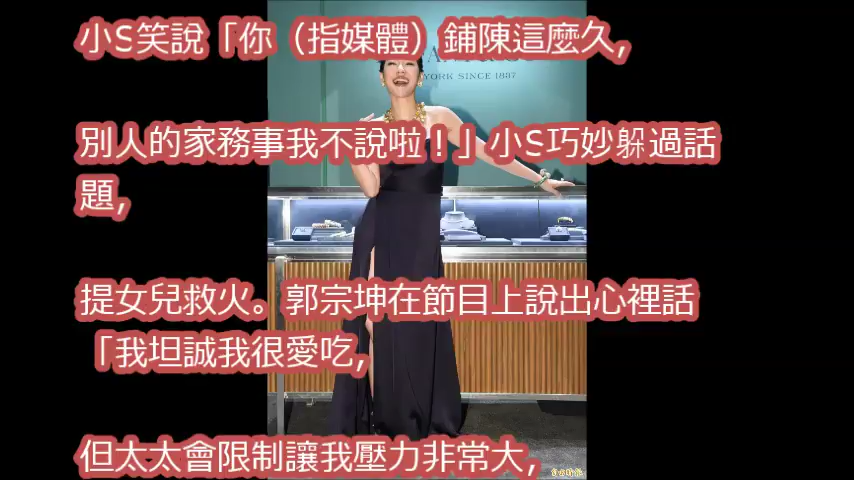 小S笑說「你（指媒體）鋪陳這麼久，
YORK SINCE 1837
別人的家務事我不說啦！」小S巧妙躲過話
題，
提女兒救火。郭宗坤在節目上說出心裡話
「我坦誠我很愛吃，
但太太會限制讓我壓力非常大，